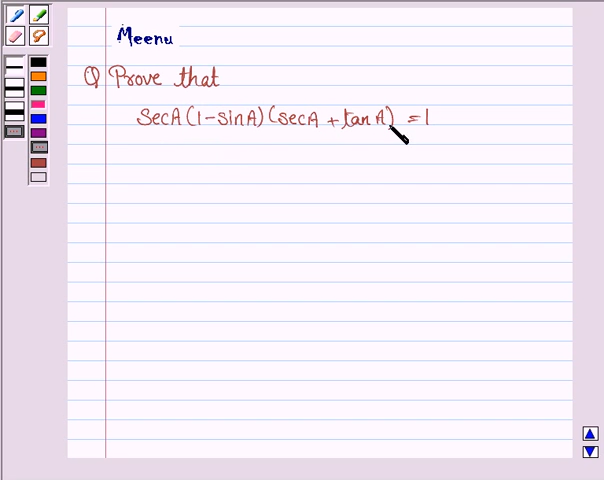 Meenu
Q Prove that
SecA (1-sinA) (secA + tanA) = 1